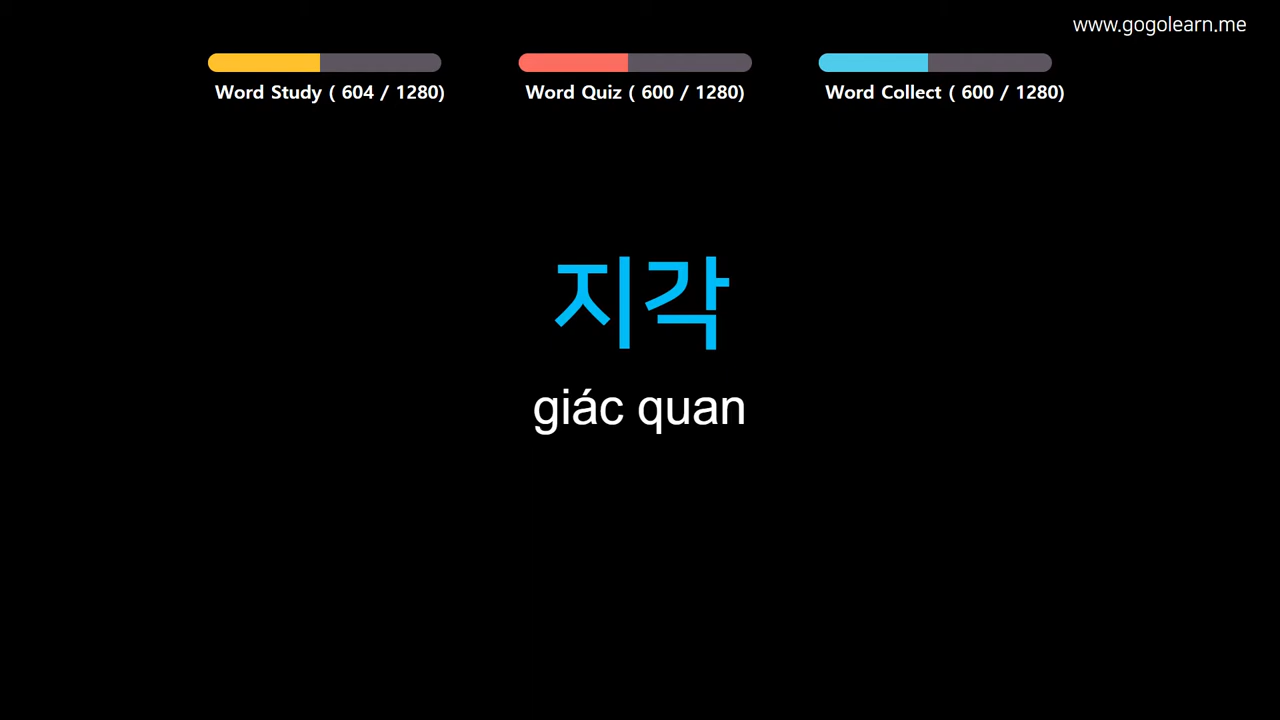 www.gogolearn.me
Word Study ( 604 / 1280)
Word Quiz ( 600 / 1280)
Word Collect ( 600 / 1280)
지각
giác quan